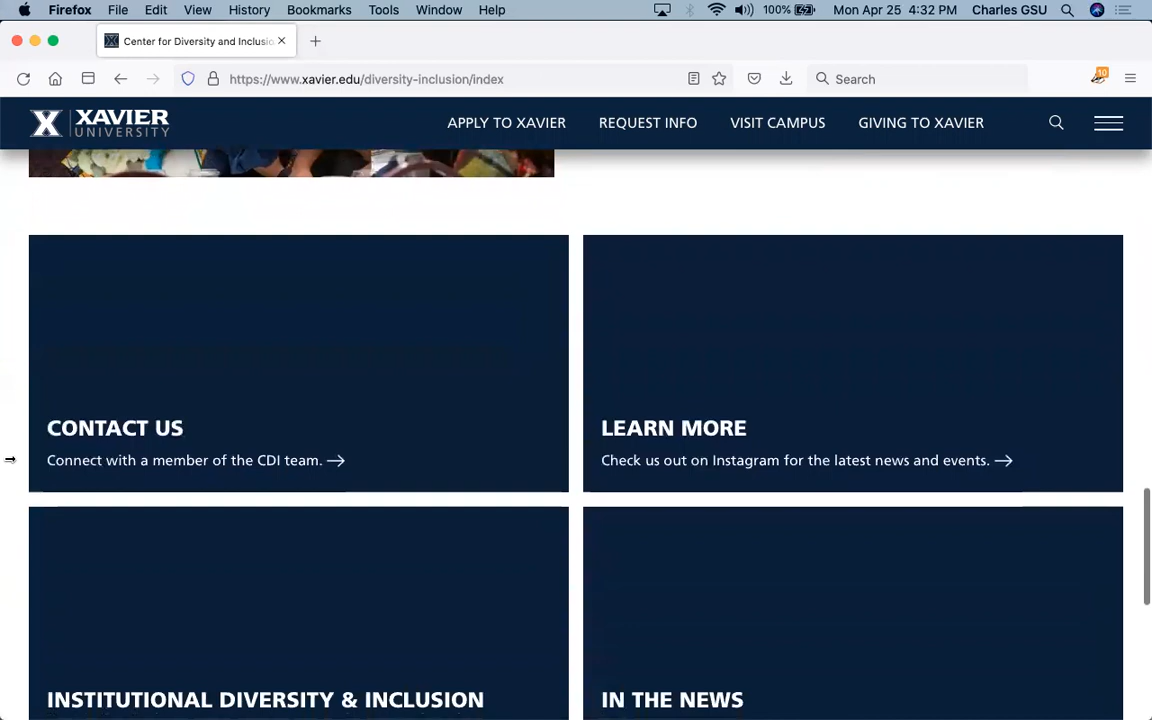 Firefox File Edit View History Bookmarks Tools Window Help 100% Mon Apr 25 4:32 PM Charles GSU
Center for Diversity and Inclusio
https://www.xavier.edu/diversity-inclusion/index
Search
10
X XAVIER UNIVERSITY
APPLY TO XAVIER REQUEST INFO VISIT CAMPUS GIVING TO XAVIER
CONTACT US
Connect with a member of the CDI team. →
LEARN MORE
Check us out on Instagram for the latest news and events. →
INSTITUTIONAL DIVERSITY & INCLUSION
IN THE NEWS